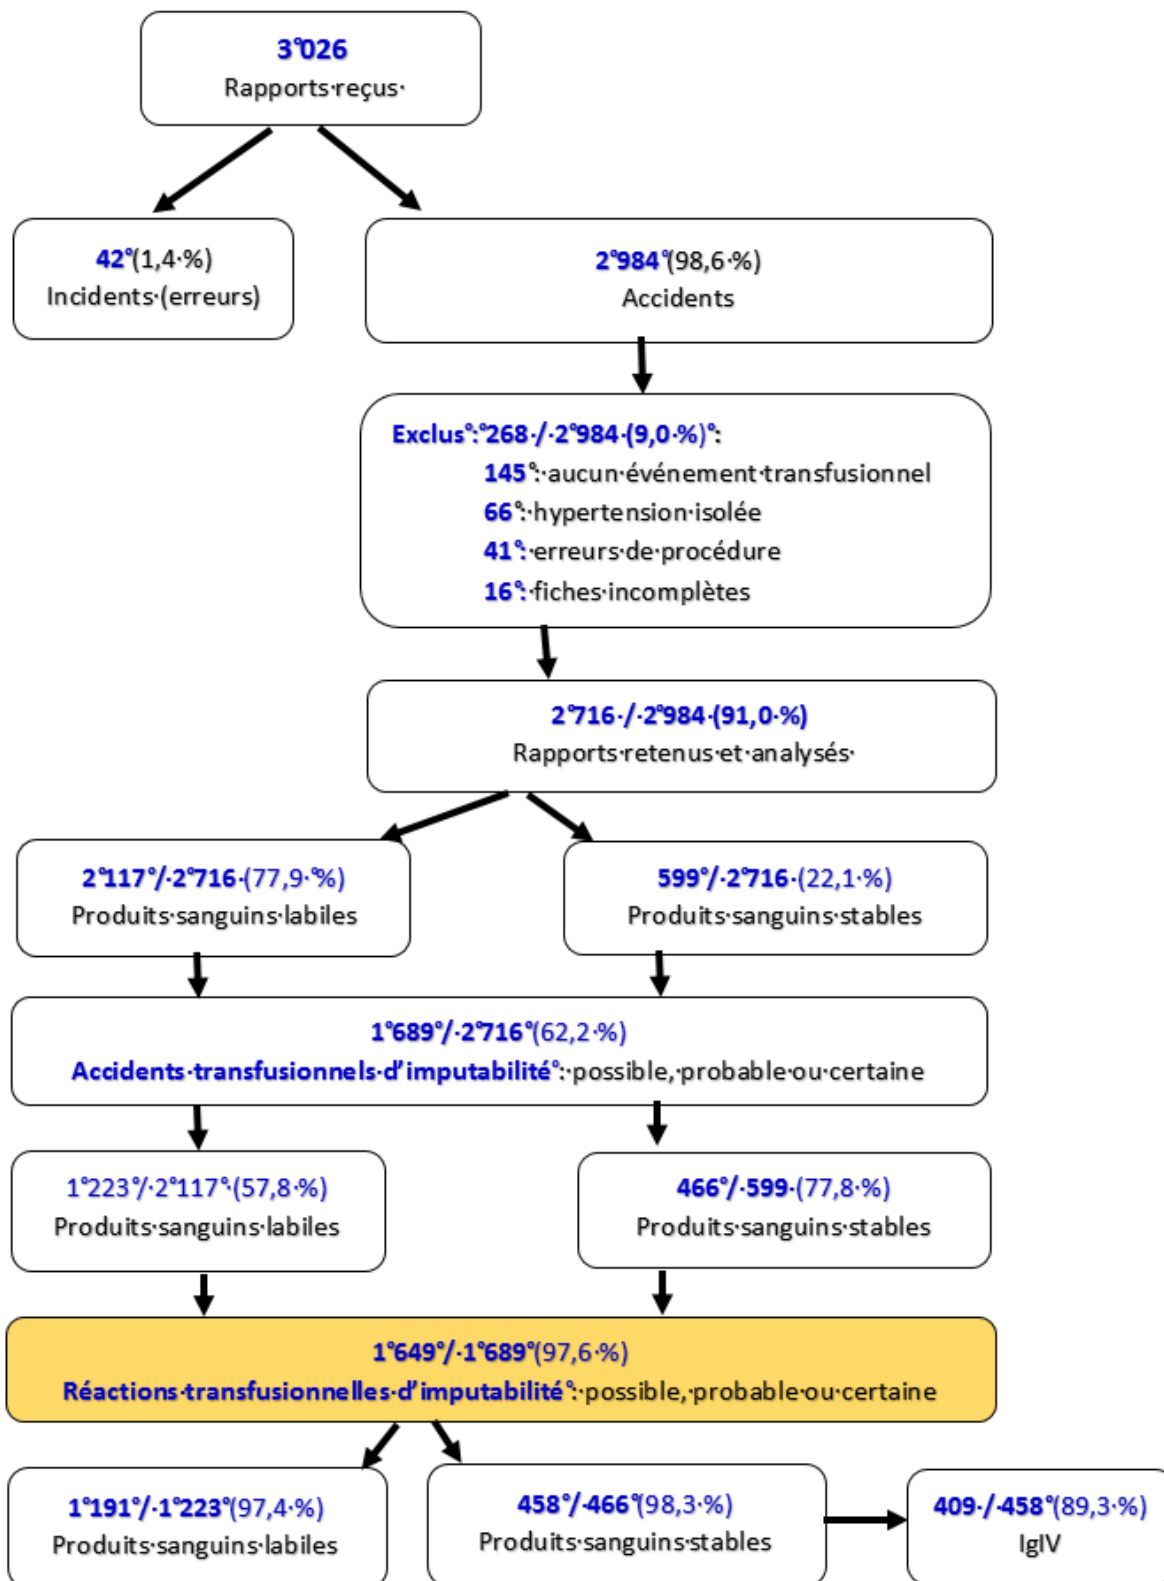 3°026
Rapports·reçus·
42°(1,4·%)
Incidents·(erreurs)
2°984°(98,6·%)
Accidents
Exclus°:°268·/·2°984·(9,0·%)°:
145°:·aucun·événement·transfusionnel
66°:·hypertension·isolée
41°:·erreurs·de·procédure
16°:·fiches·incomplètes
2°716·/·2°984·(91,0·%)
Rapports·retenus·et·analysés·
2°117°/·2°716·(77,9·°%)
Produits·sanguins·labiles
599°/·2°716·(22,1·%)
Produits·sanguins·stables
1°689°/·2°716°(62,2·%)
Accidents·transfusionnels·d’imputabilité°:·possible,·probable·ou·certaine
1°223°/·2°117°·(57,8·%)
Produits·sanguins·labiles
466°/·599·(77,8·%)
Produits·sanguins·stables
1°649°/·1°689°(97,6·%)
Réactions·transfusionnelles·d’imputabilité°:·possible,·probable·ou·certaine
1°191°/·1°223°(97,4·%)
Produits·sanguins·labiles
458°/·466°(98,3·%)
Produits·sanguins·stables
409·/·458°(89,3·%)
IgIV